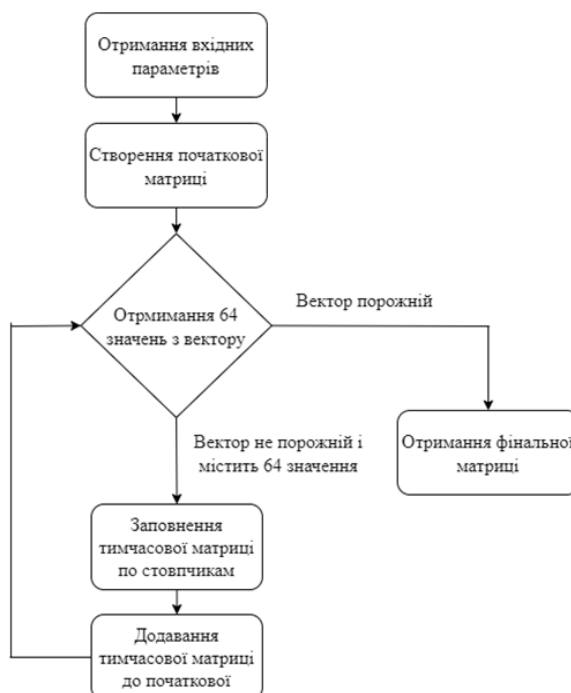 Отримання вхідних
параметрів
Створення початкової
матриці
Отрмимання 64
значень з вектору
Вектор порожній
Вектор не порожній і
містить 64 значення
Отримання фінальної
матриці
Заповнення
тимчасової матриці
по стовпчикам
Додавання
тимчасової матриці
до початкової